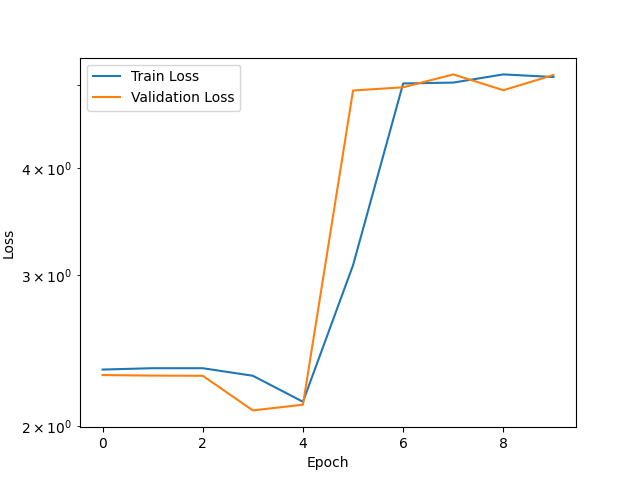 Train Loss
Validation Loss
4 × 10⁰
3 × 10⁰
2 × 10⁰
Loss
0 2 4 6 8
Epoch